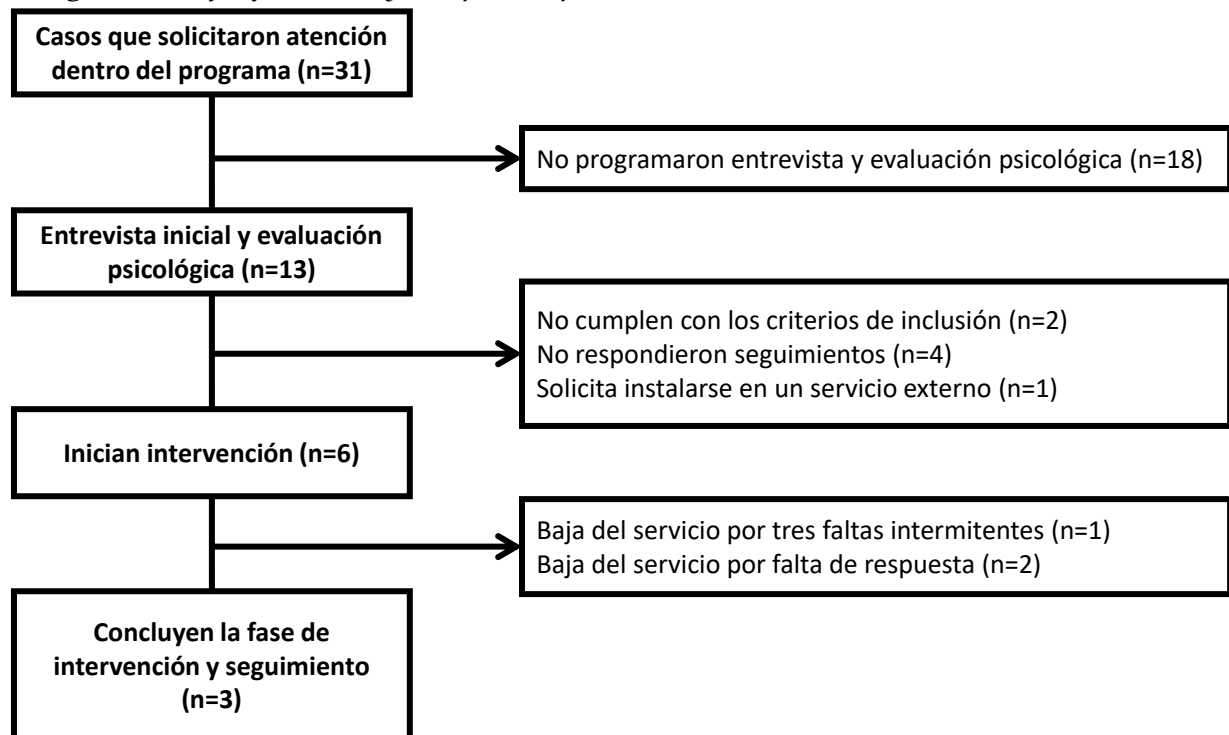 Casos que solicitaron atención
dentro del programa (n=31)
No programaron entrevista y evaluación psicológica (n=18)
Entrevista inicial y evaluación
psicológica (n=13)
No cumplen con los criterios de inclusión (n=2)
No respondieron seguimientos (n=4)
Solicita instalarse en un servicio externo (n=1)
Inician intervención (n=6)
Baja del servicio por tres faltas intermitentes (n=1)
Baja del servicio por falta de respuesta (n=2)
Concluyen la fase de
intervención y seguimiento
(n=3)